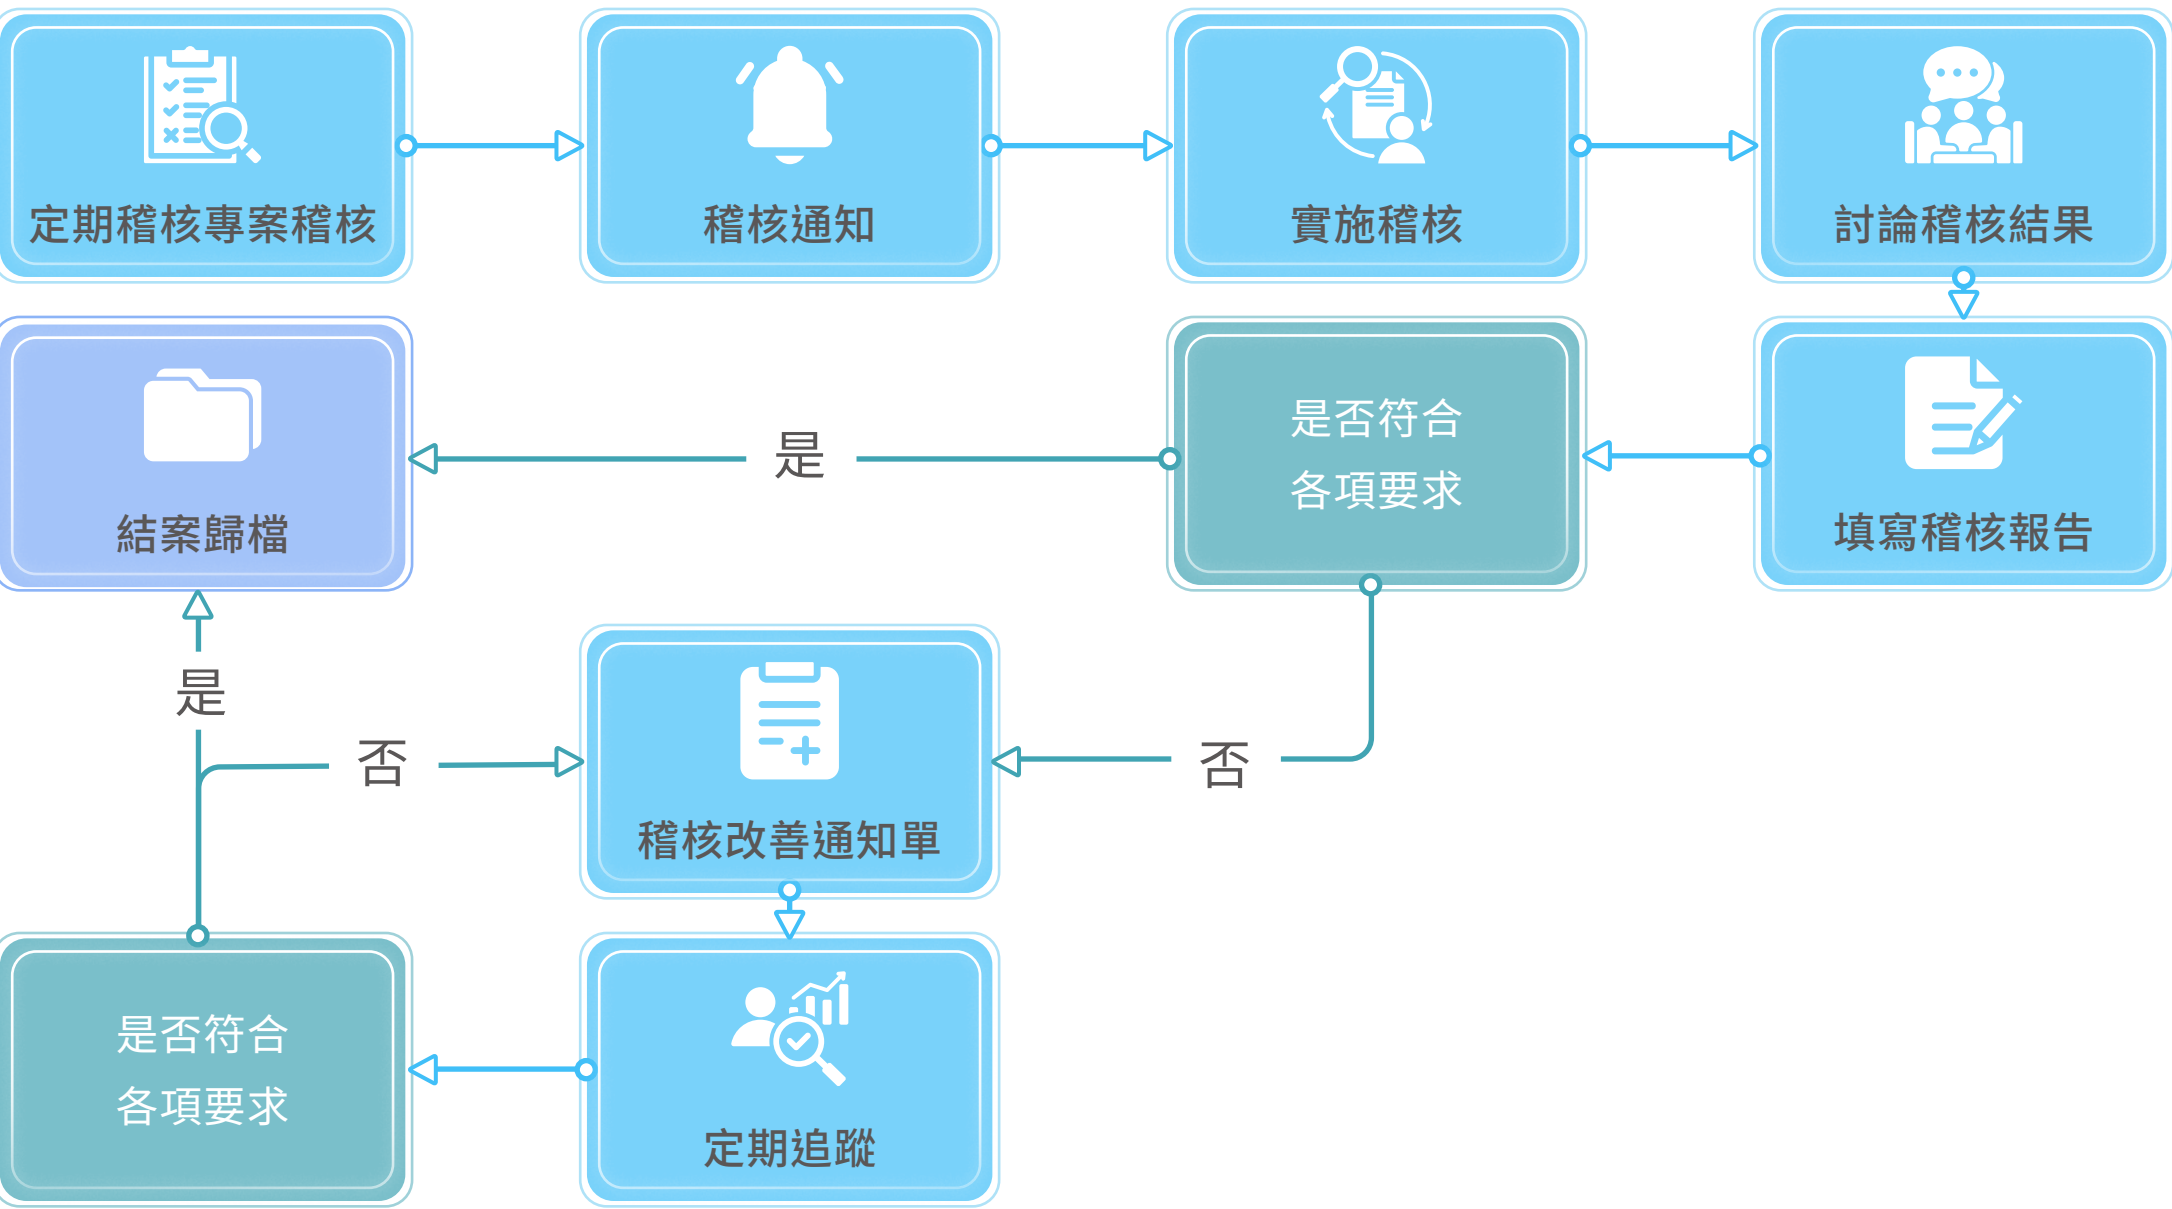 定期稽核專案稽核
稽核通知
實施稽核
討論稽核結果
結案歸檔
是
是否符合
各項要求
填寫稽核報告
是
否
稽核改善通知單
否
是否符合
各項要求
定期追蹤